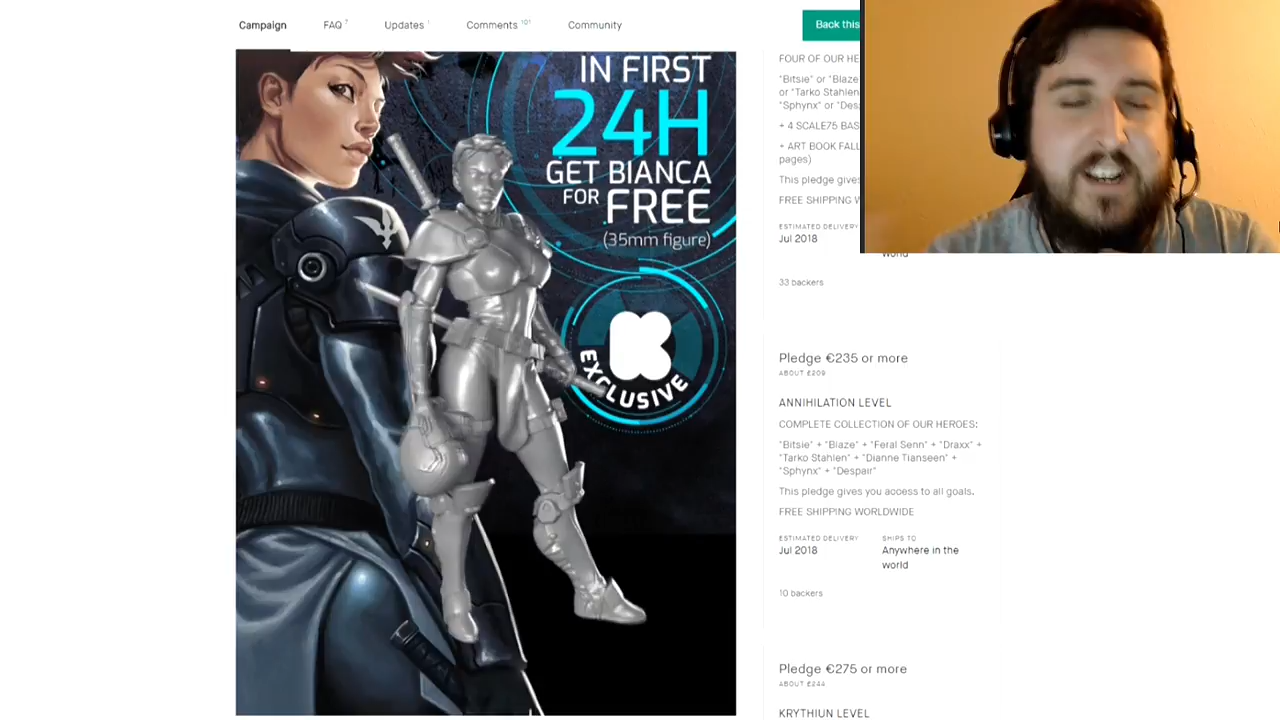 Campaign
FAQ 7
Updates 1
Comments 101
Community
Back this
IN FIRST
24H
GET BIANCA
FOR FREE
(35mm figure)
EXCLUSIVE
FOUR OF OUR HE
"Bitsie" or "Blaze
or "Tarko Stahlen
"Sphynx" or "Des
+ 4 SCALE75 BAS
+ ART BOOK FALL
pages)
This pledge gives
FREE SHIPPING W
ESTIMATED DELIVERY
Jul 2018
world
33 backers
Pledge €235 or more
ABOUT £209
ANNIHILATION LEVEL
COMPLETE COLLECTION OF OUR HEROES:
"Bitsie" + "Blaze" + "Feral Senn" + "Draxx" +
"Tarko Stahlen" + "Dianne Tianseen" +
"Sphynx" + "Despair"
This pledge gives you access to all goals.
FREE SHIPPING WORLDWIDE
ESTIMATED DELIVERY
Jul 2018
SHIPS TO
Anywhere in the
world
10 backers
Pledge €275 or more
ABOUT £244
KRYTHIUN LEVEL